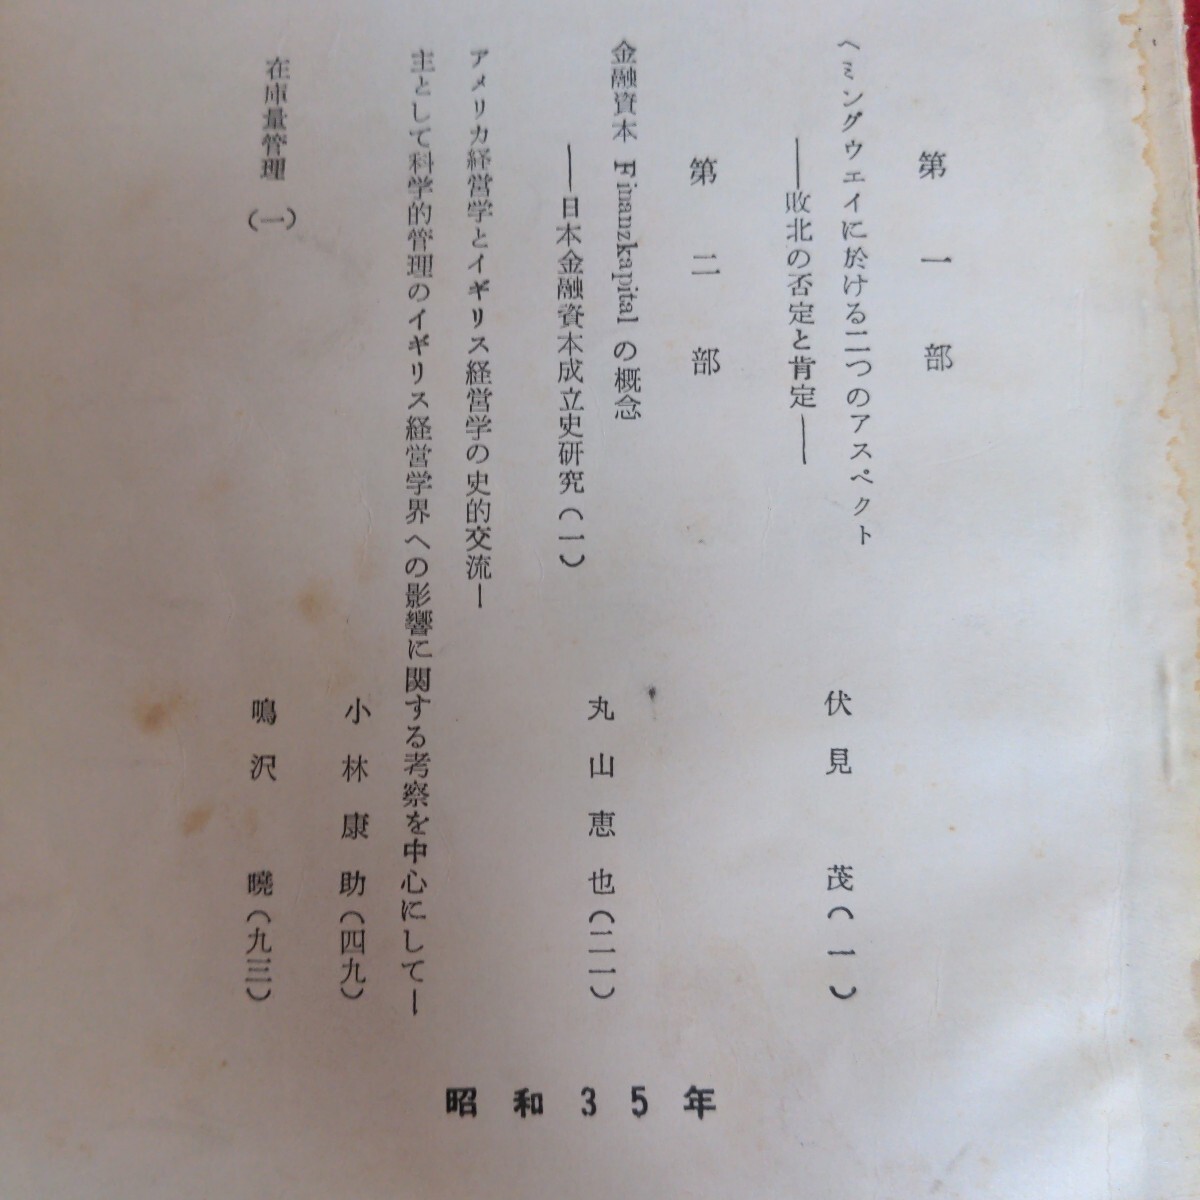 第一部
ヘミングウェイに於ける二つのアスペクト
――敗北の否定と肯定――
伏見 茂(一)
第二部
金融資本 Finanzkapital の概念
――日本金融資本成立史研究(一)
丸山恵也(二一)
アメリカ経営学とイギリス経営学の史的交流―
主として科学的管理のイギリス経営学界への影響に関する考察を中心にして―
小林康助(四九)
在庫量管理(一)
鳴沢 曉(九三)
昭和35年